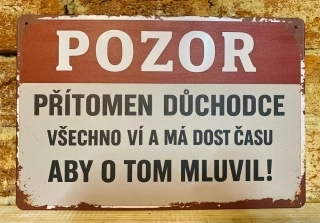 POZOR
PŘÍTOMEN DŮCHODCE
VŠECHNO VÍ A MÁ DOST ČASU
ABY O TOM MLUVIL!